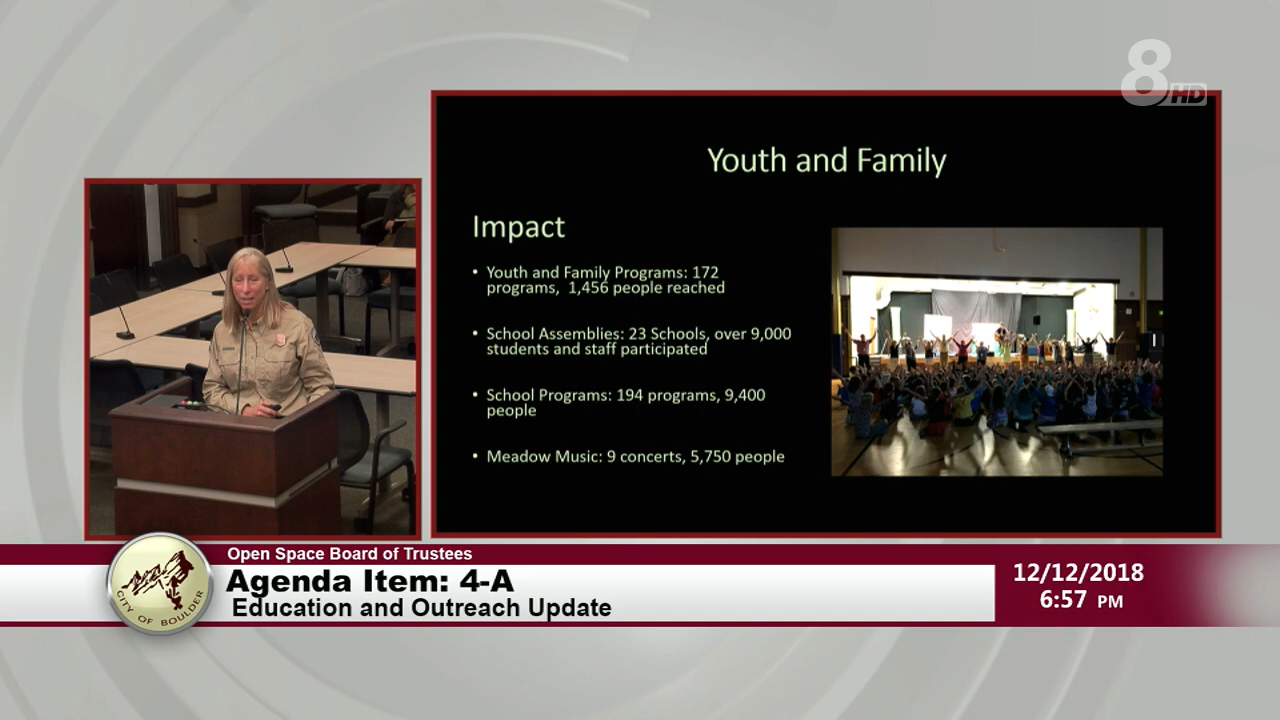 8 HD
Youth and Family
Impact
• Youth and Family Programs: 172
programs, 1,456 people reached
• School Assemblies: 23 Schools, over 9,000
students and staff participated
• School Programs: 194 programs, 9,400
people
• Meadow Music: 9 concerts, 5,750 people
Open Space Board of Trustees
Agenda Item: 4-A
Education and Outreach Update
CITY OF BOULDER
12/12/2018
6:57 PM